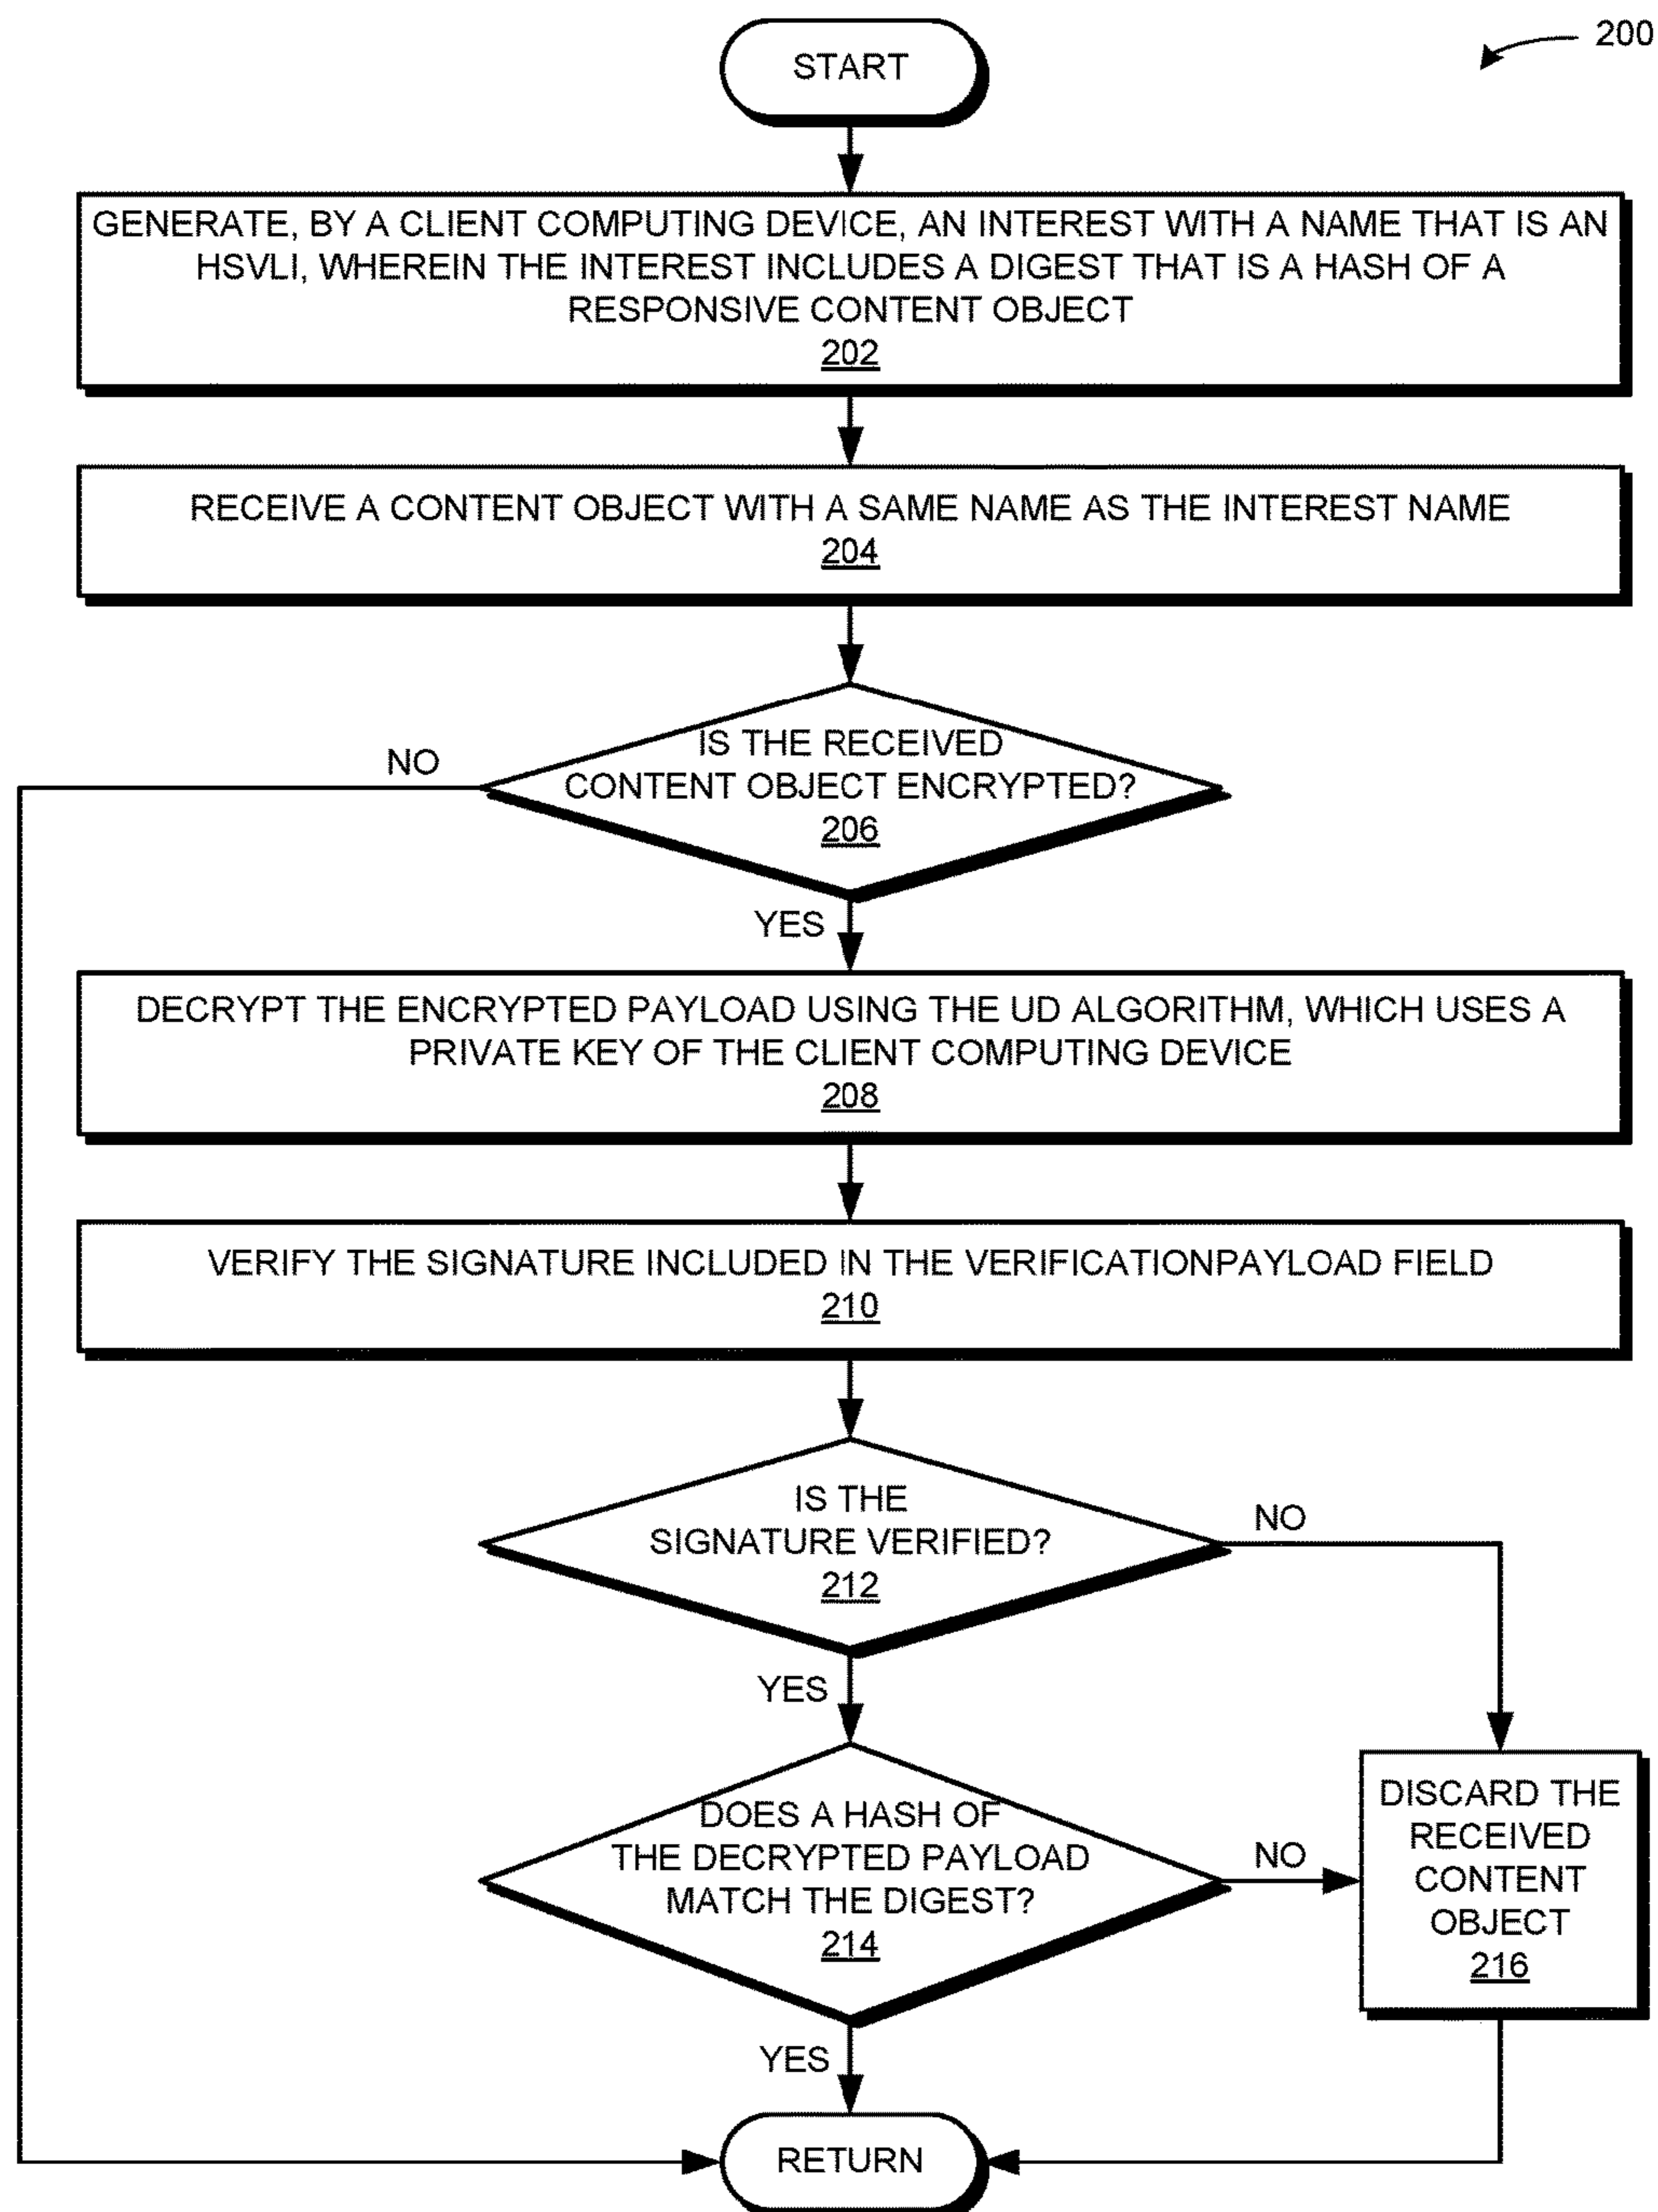 200
START
GENERATE, BY A CLIENT COMPUTING DEVICE, AN INTEREST WITH A NAME THAT IS AN
HSVLI, WHEREIN THE INTEREST INCLUDES A DIGEST THAT IS A HASH OF A
RESPONSIVE CONTENT OBJECT
202
RECEIVE A CONTENT OBJECT WITH A SAME NAME AS THE INTEREST NAME
204
IS THE RECEIVED
CONTENT OBJECT ENCRYPTED?
206
NO
YES
DECRYPT THE ENCRYPTED PAYLOAD USING THE UD ALGORITHM, WHICH USES A
PRIVATE KEY OF THE CLIENT COMPUTING DEVICE
208
VERIFY THE SIGNATURE INCLUDED IN THE VERIFICATIONPAYLOAD FIELD
210
IS THE
SIGNATURE VERIFIED?
212
NO
YES
DOES A HASH OF
THE DECRYPTED PAYLOAD
MATCH THE DIGEST?
214
NO
DISCARD THE
RECEIVED
CONTENT
OBJECT
216
YES
RETURN